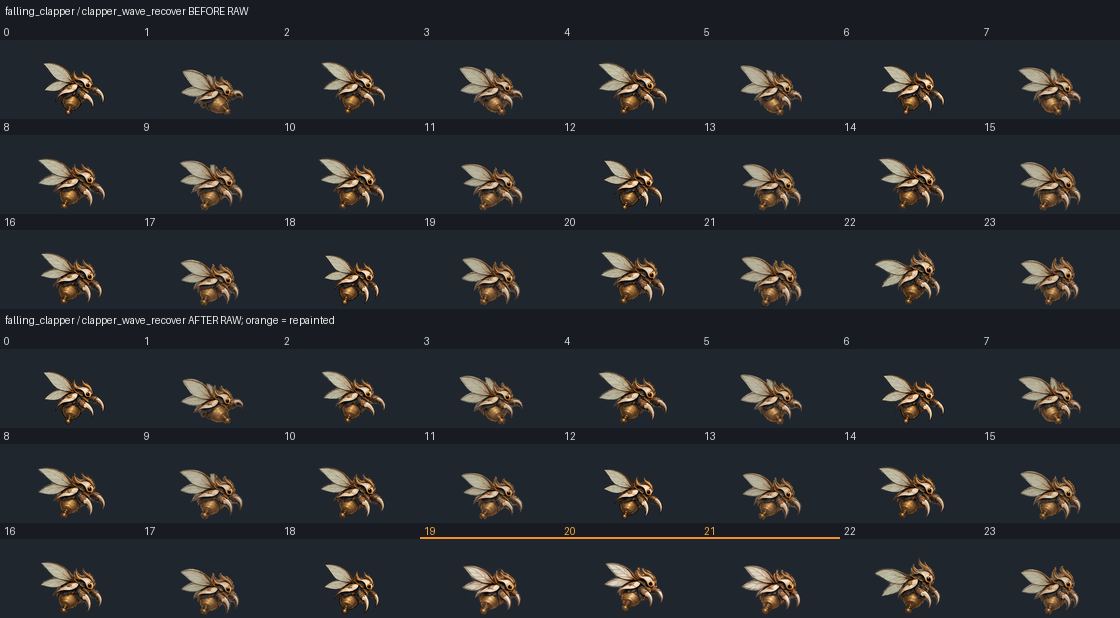 falling_clapper / clapper_wave_recover BEFORE RAW
0 1 2 3 4 5 6 7
8 9 10 11 12 13 14 15
16 17 18 19 20 21 22 23
falling_clapper / clapper_wave_recover AFTER RAW; orange = repainted
0 1 2 3 4 5 6 7
8 9 10 11 12 13 14 15
16 17 18 19 20 21 22 23